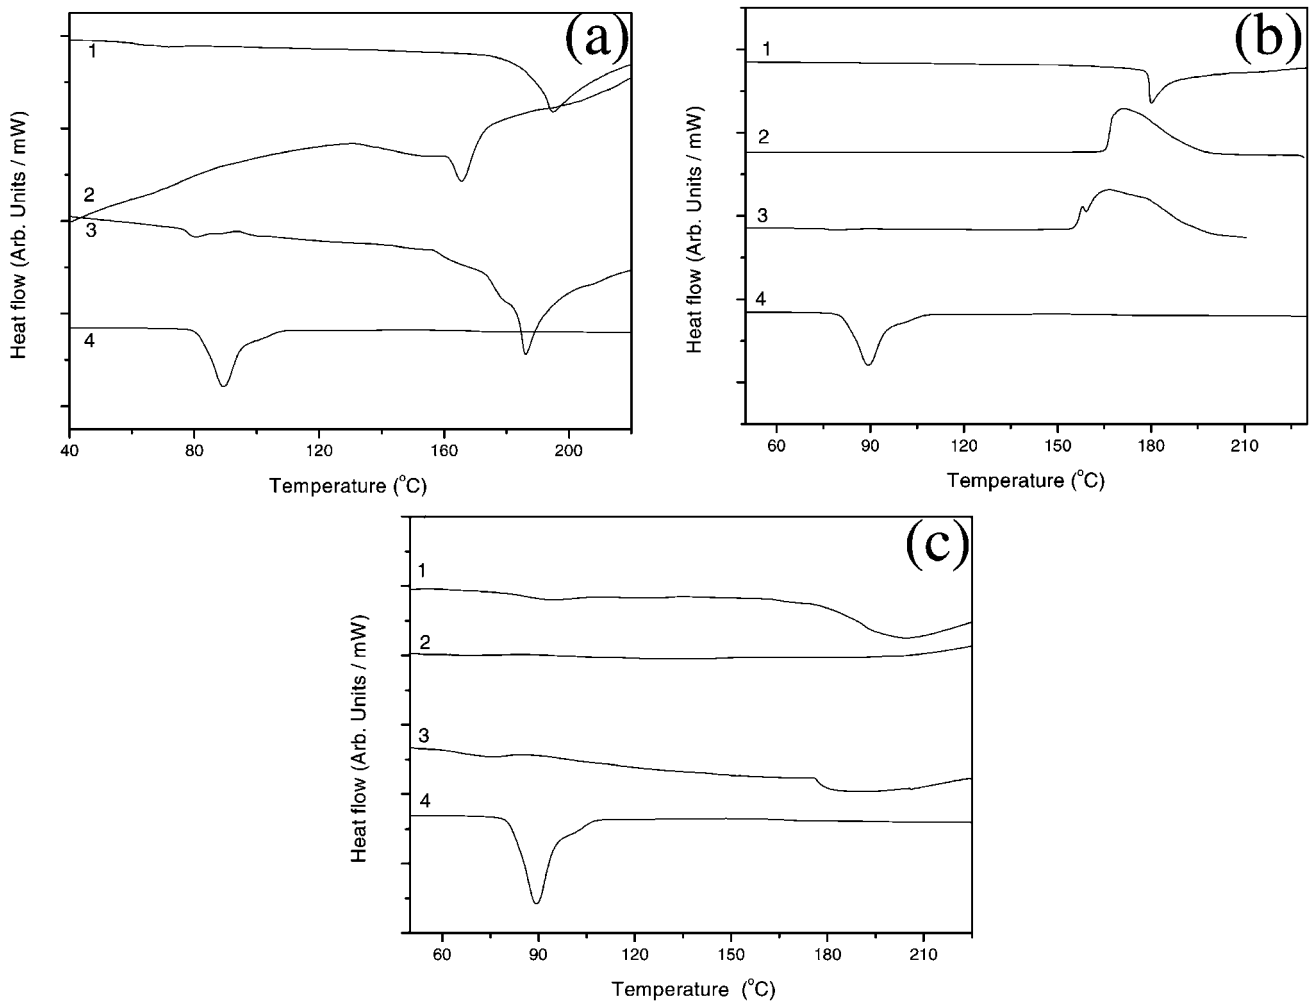 (a)
1
2
3
4
Heat flow (Arb. Units / mW)
40 80 120 160 200
Temperature (°C)
(b)
1
2
3
4
Heat flow (Arb. Units / mW)
60 90 120 150 180 210
Temperature (°C)
(c)
1
2
3
4
Heat flow (Arb. Units / mW)
60 90 120 150 180 210
Temperature (°C)